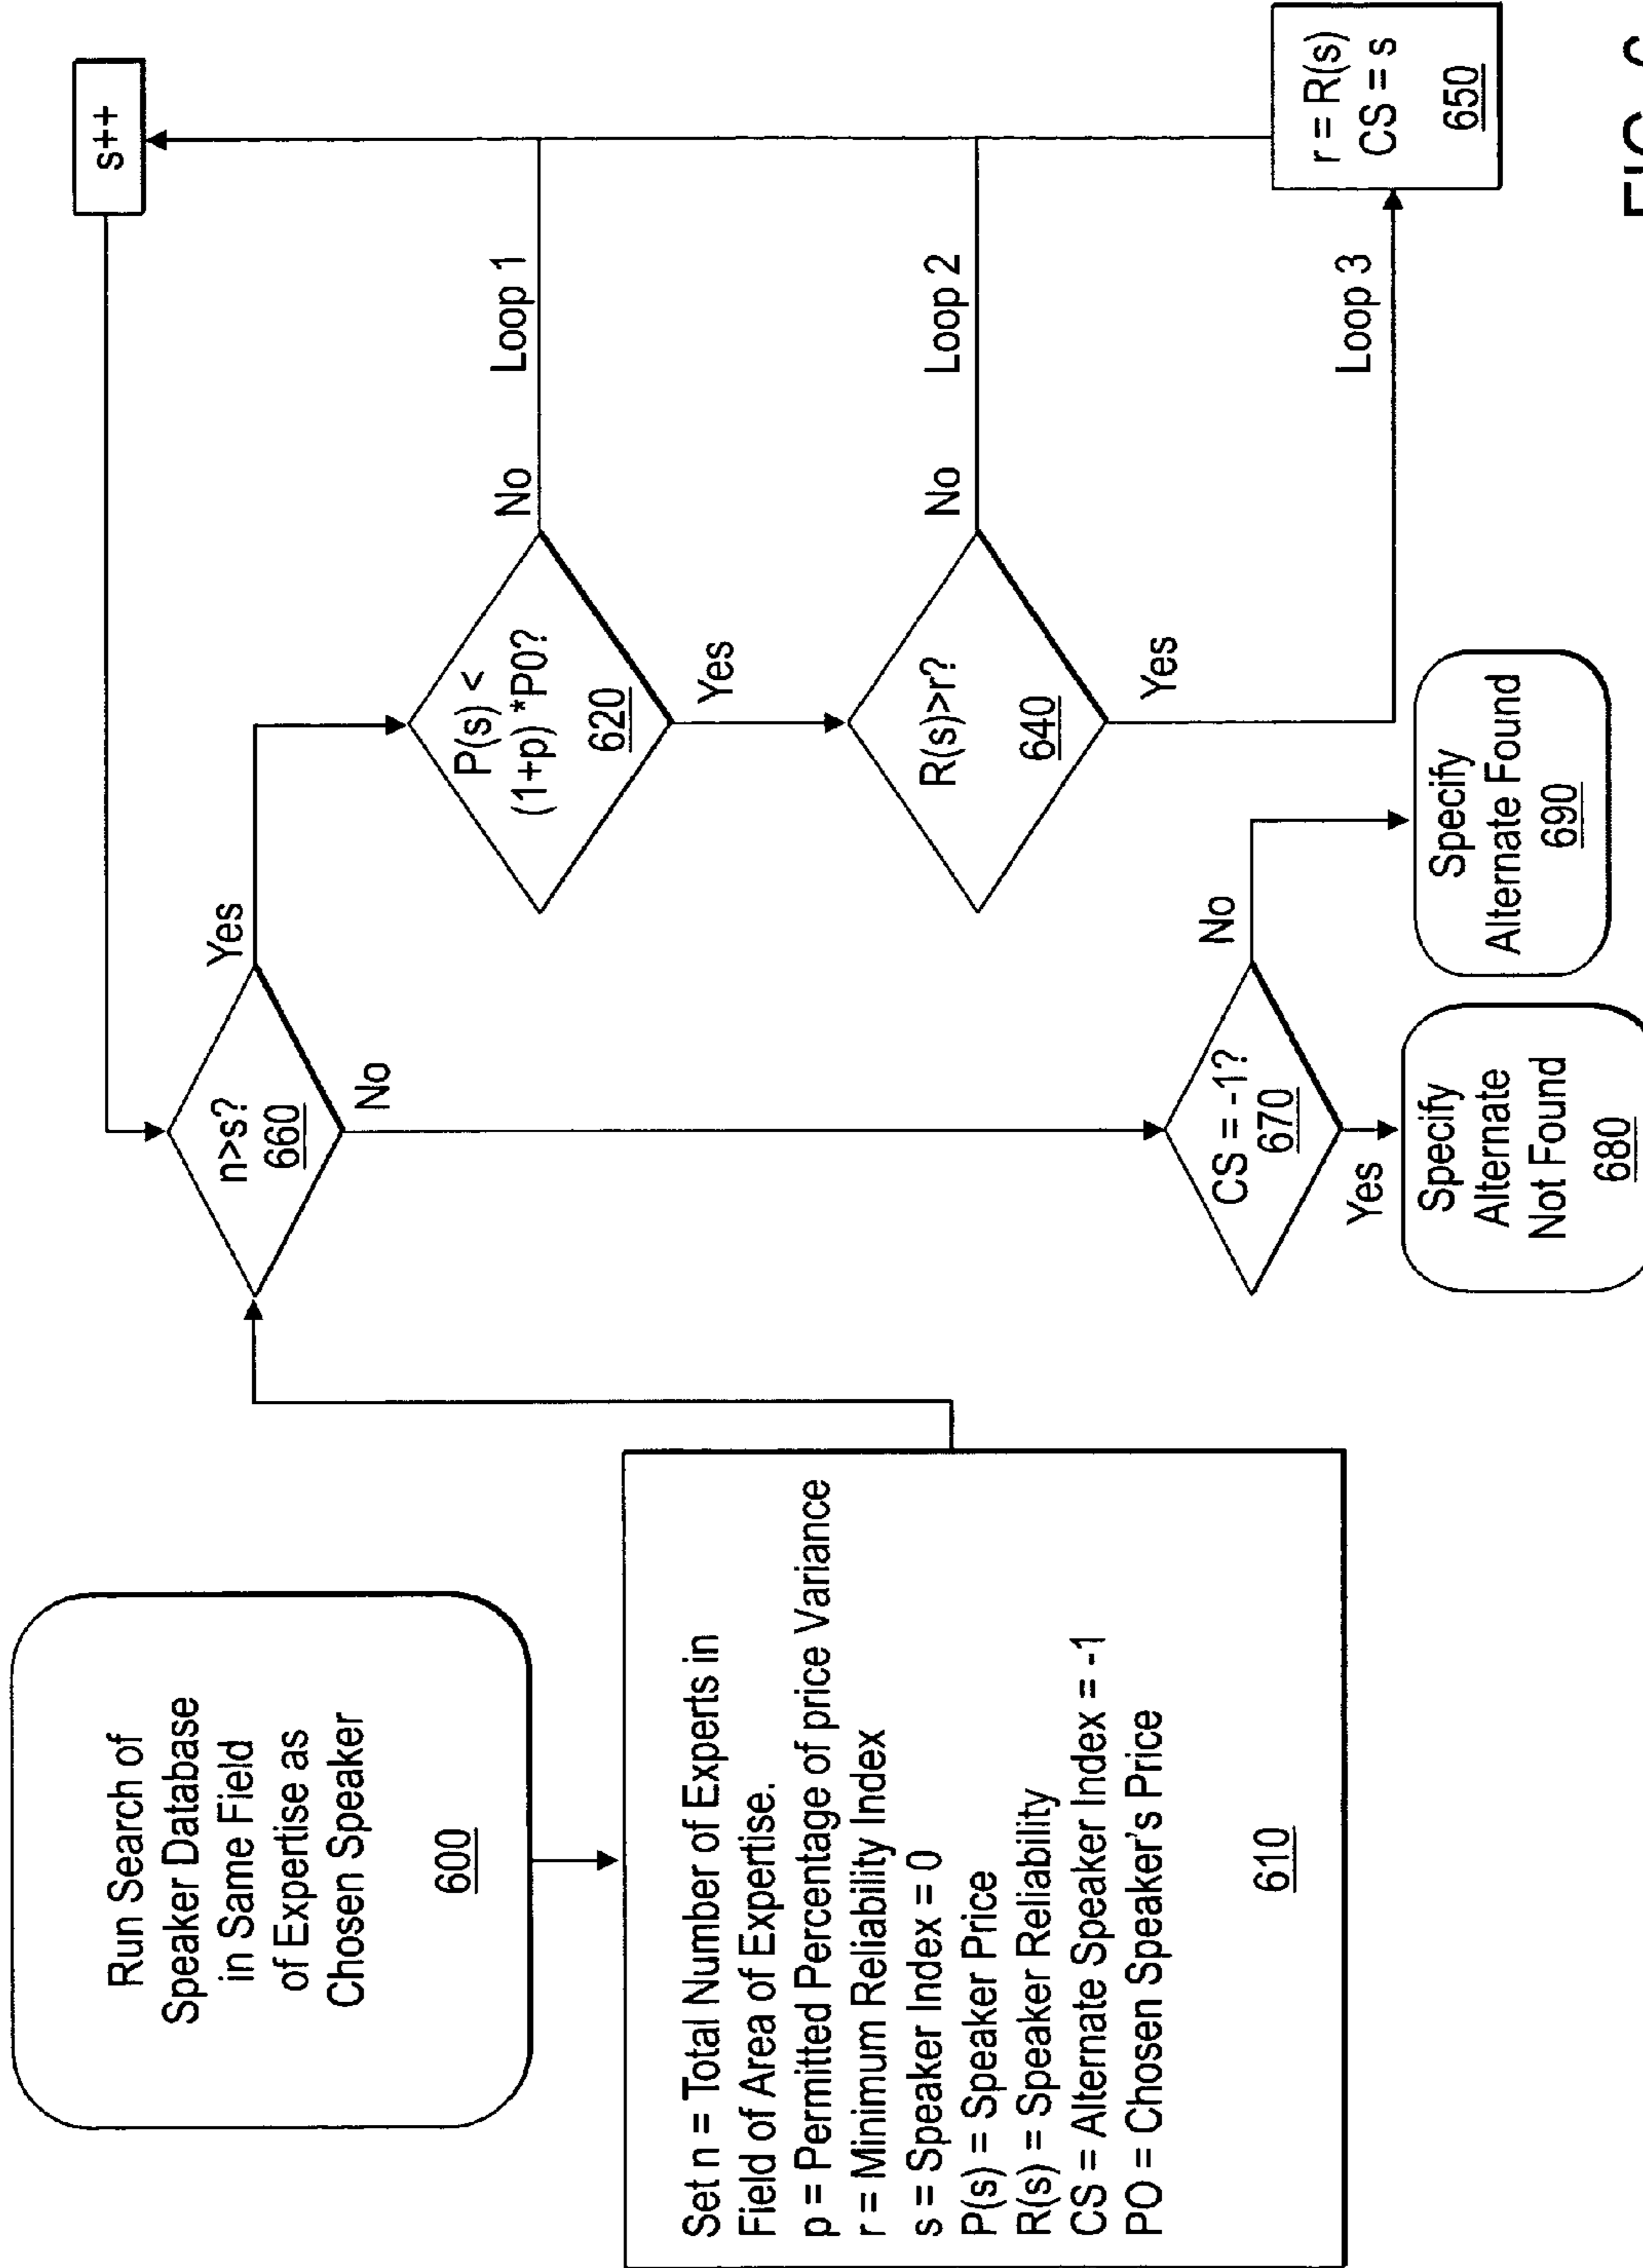 Run Search of
Speaker Database
in Same Field
of Expertise as
Chosen Speaker
600
Set n = Total Number of Experts in
Field of Area of Expertise.
p = Permitted Percentage of price Variance
r = Minimum Reliability Index
s = Speaker Index = 0
P(s) = Speaker Price
R(s) = Speaker Reliability
CS = Alternate Speaker Index = -1
PO = Chosen Speaker's Price
610
s++
n>s?
660
Yes
No
P(s) <
(1+p) *P0?
620
No
Loop 1
Yes
R(s)>r?
640
No
Loop 2
Yes
Loop 3
r = R(s)
CS = s
650
CS = -1?
670
No
Yes
Specify
Alternate
Not Found
680
Specify
Alternate Found
690